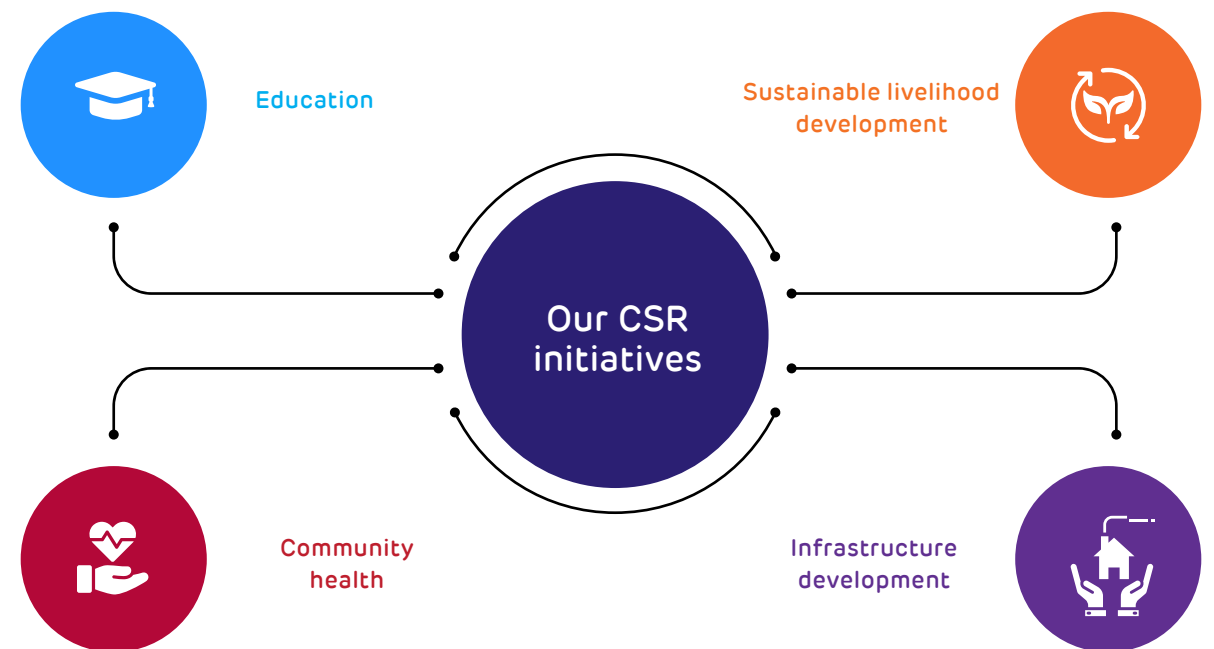 Education
Sustainable livelihood
development
Our CSR
initiatives
Community
health
Infrastructure
development